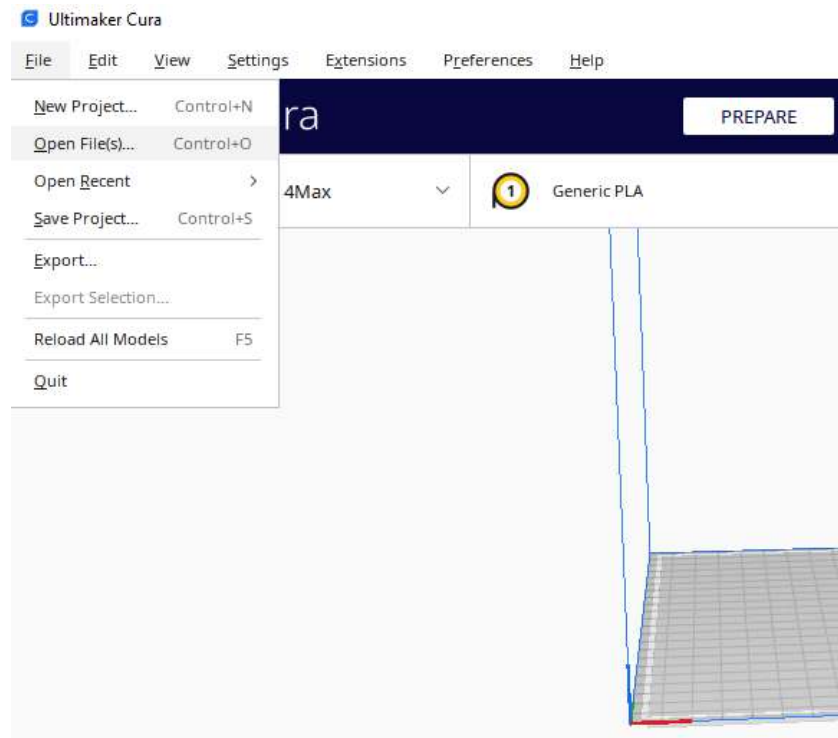 Ultimaker Cura
File Edit View Settings Extensions Preferences Help
New Project... Control+N
ra
PREPARE
Open File(s)... Control+O
Open Recent >
4Max
1
Generic PLA
Save Project... Control+S
Export...
Export Selection...
Reload All Models F5
Quit